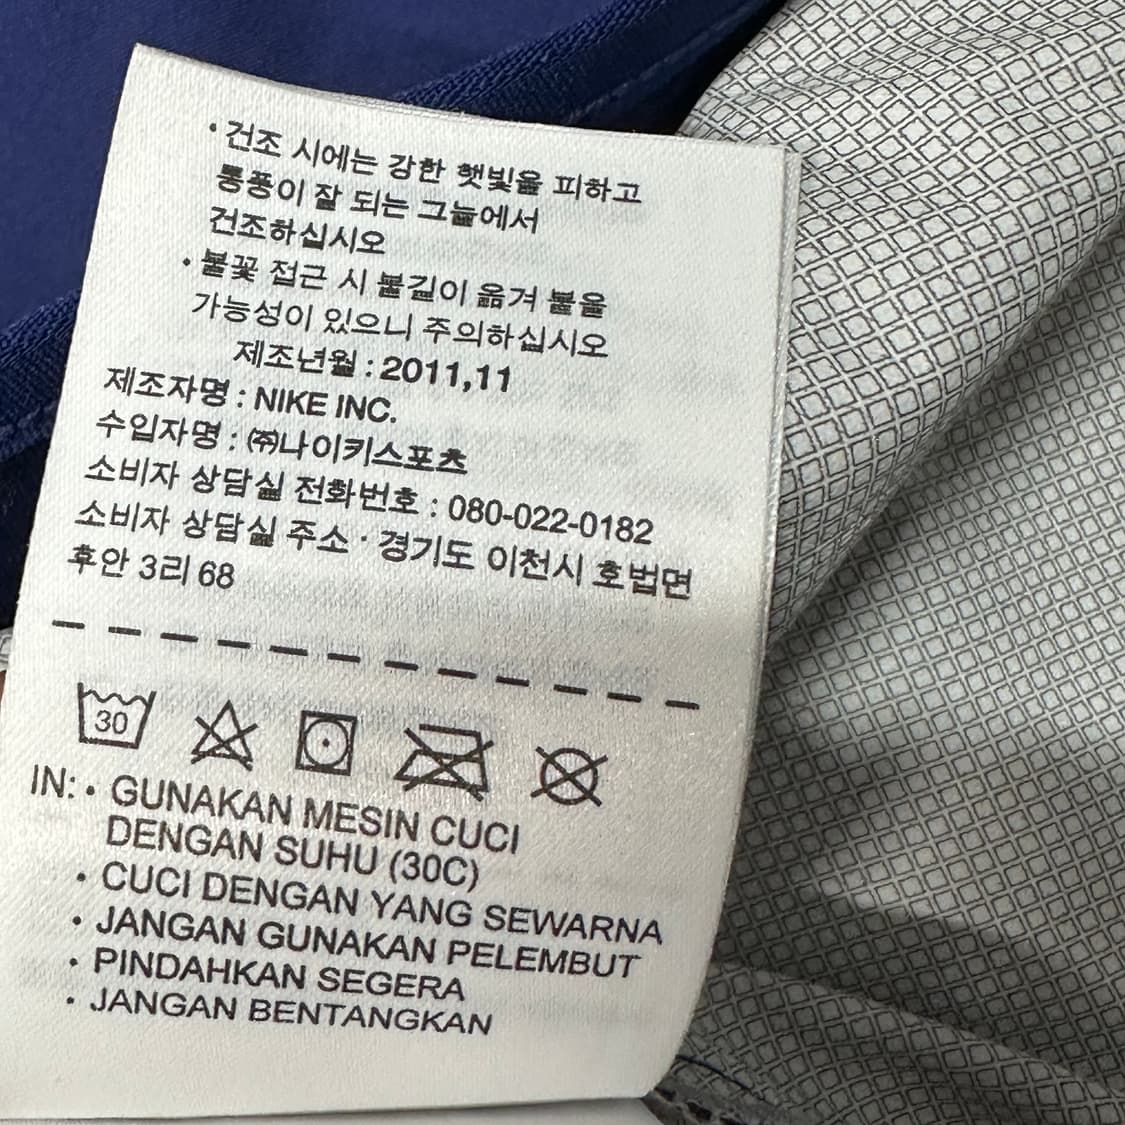 • 건조 시에는 강한 햇빛을 피하고
통풍이 잘 되는 그늘에서
건조하십시오
• 불꽃 접근 시 불길이 옮겨 붙을
가능성이 있으니 주의하십시오
제조년월 : 2011,11
제조자명 : NIKE INC.
수입자명 : ㈜나이키스포츠
소비자 상담실 전화번호 : 080-022-0182
소비자 상담실 주소 · 경기도 이천시 호법면
후안 3리 68
30
IN: • GUNAKAN MESIN CUCI
DENGAN SUHU (30C)
• CUCI DENGAN YANG SEWARNA
• JANGAN GUNAKAN PELEMBUT
• PINDAHKAN SEGERA
• JANGAN BENTANGKAN